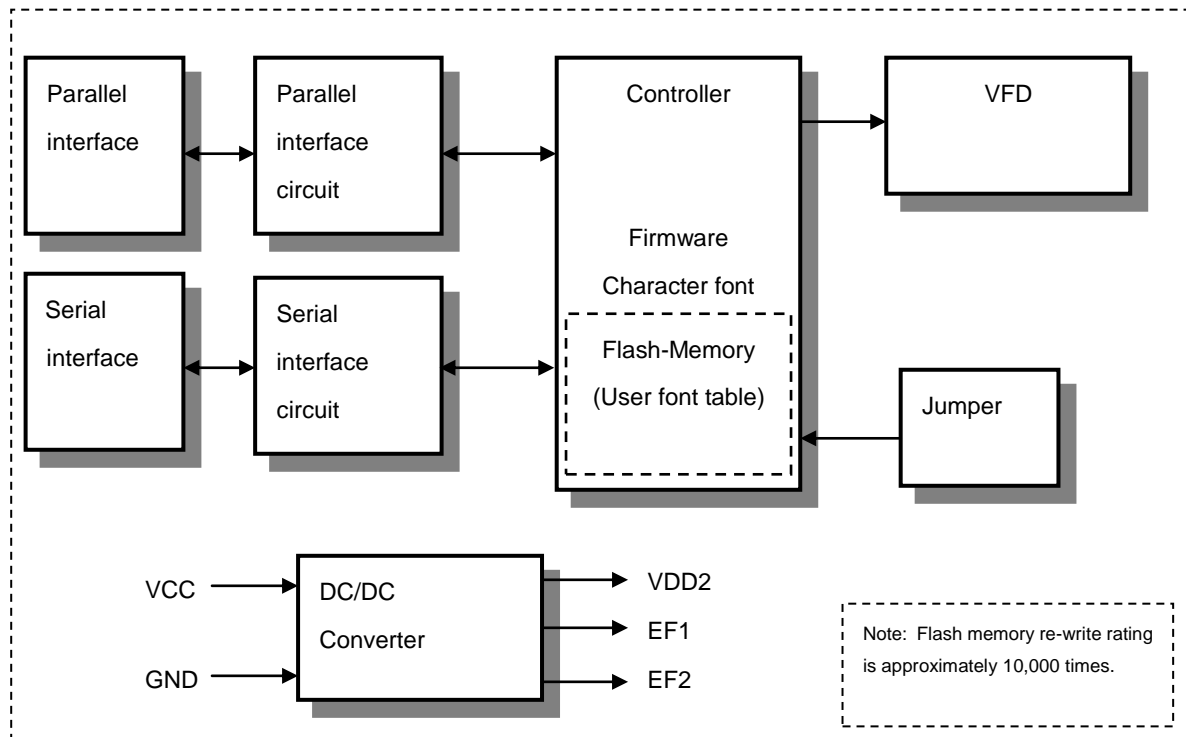 Parallel
interface
Parallel
interface
circuit
Controller
Firmware
Character font
Flash-Memory
(User font table)
VFD
Serial
interface
Serial
interface
circuit
Jumper
VCC
GND
DC/DC
Converter
VDD2
EF1
EF2
Note:  Flash memory re-write rating
is approximately 10,000 times.